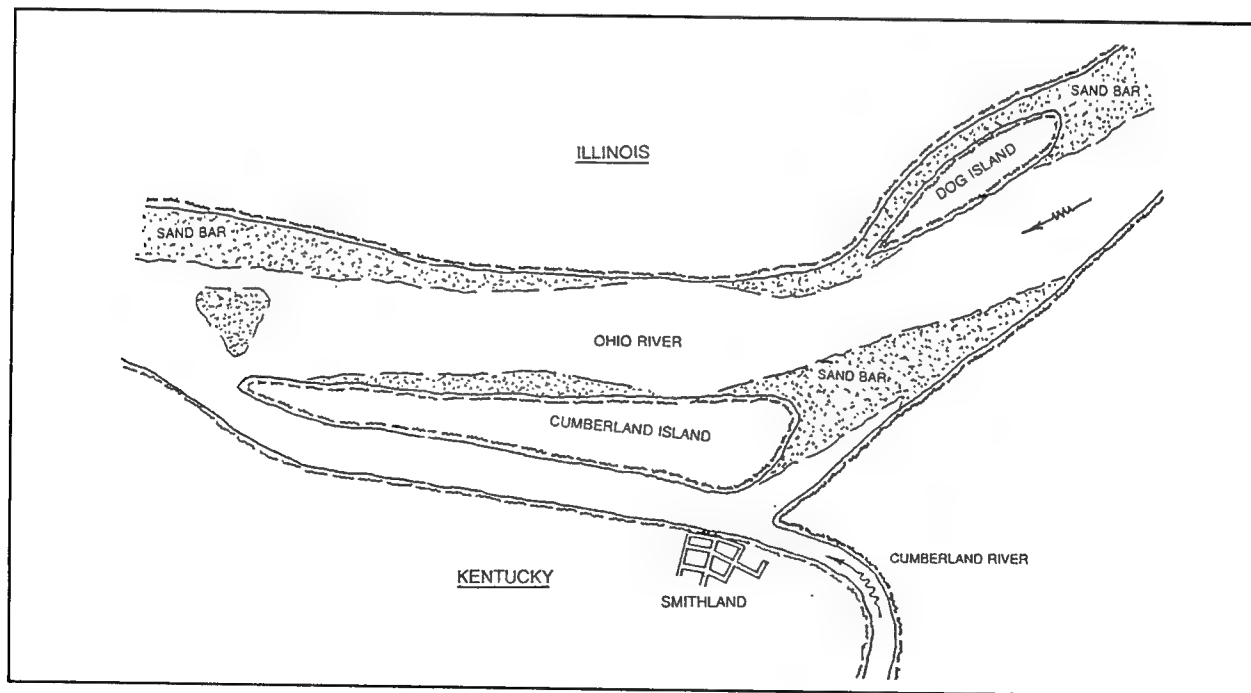 SAND BAR
ILLINOIS
DOG ISLAND
SAND BAR
OHIO RIVER
SAND BAR
CUMBERLAND ISLAND
CUMBERLAND RIVER
KENTUCKY
SMITHLAND